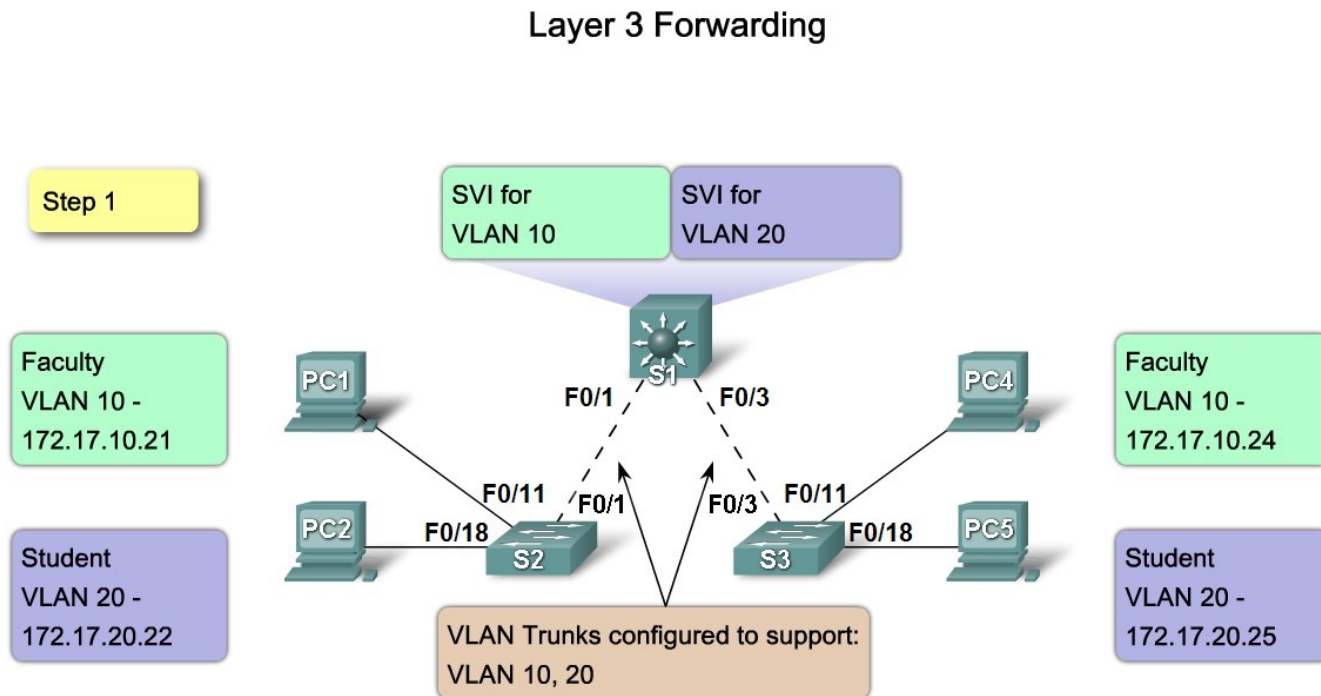 Layer 3 Forwarding
Step 1
SVI for
VLAN 10
SVI for
VLAN 20
Faculty
VLAN 10 -
172.17.10.21
PC1
S1
PC4
Faculty
VLAN 10 -
172.17.10.24
F0/1
F0/3
F0/11
F0/1
F0/3
F0/11
PC2
F0/18
S2
S3
F0/18
PC5
Student
VLAN 20 -
172.17.20.22
Student
VLAN 20 -
172.17.20.25
VLAN Trunks configured to support:
VLAN 10, 20